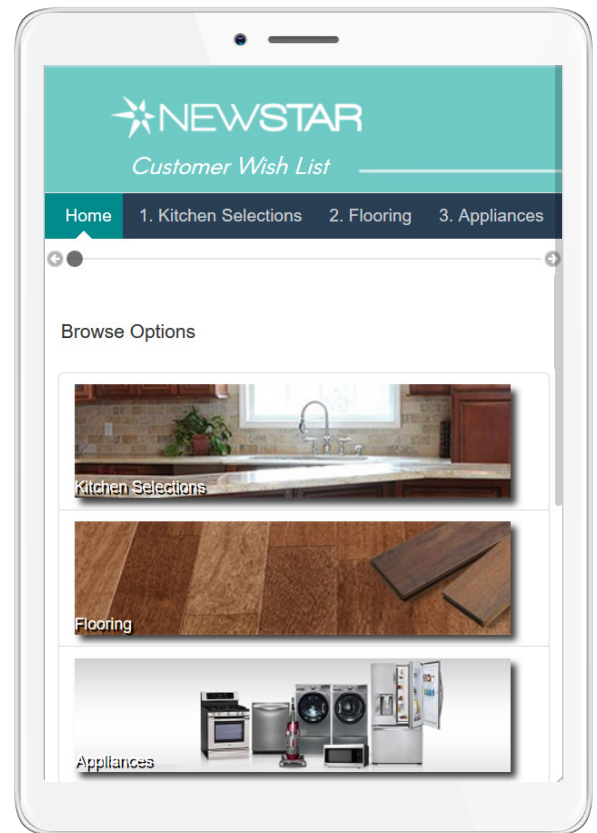 NEWSTAR
Customer Wish List
Home 1. Kitchen Selections 2. Flooring 3. Appliances
Browse Options
Kitchen Selections
Flooring
Appliances